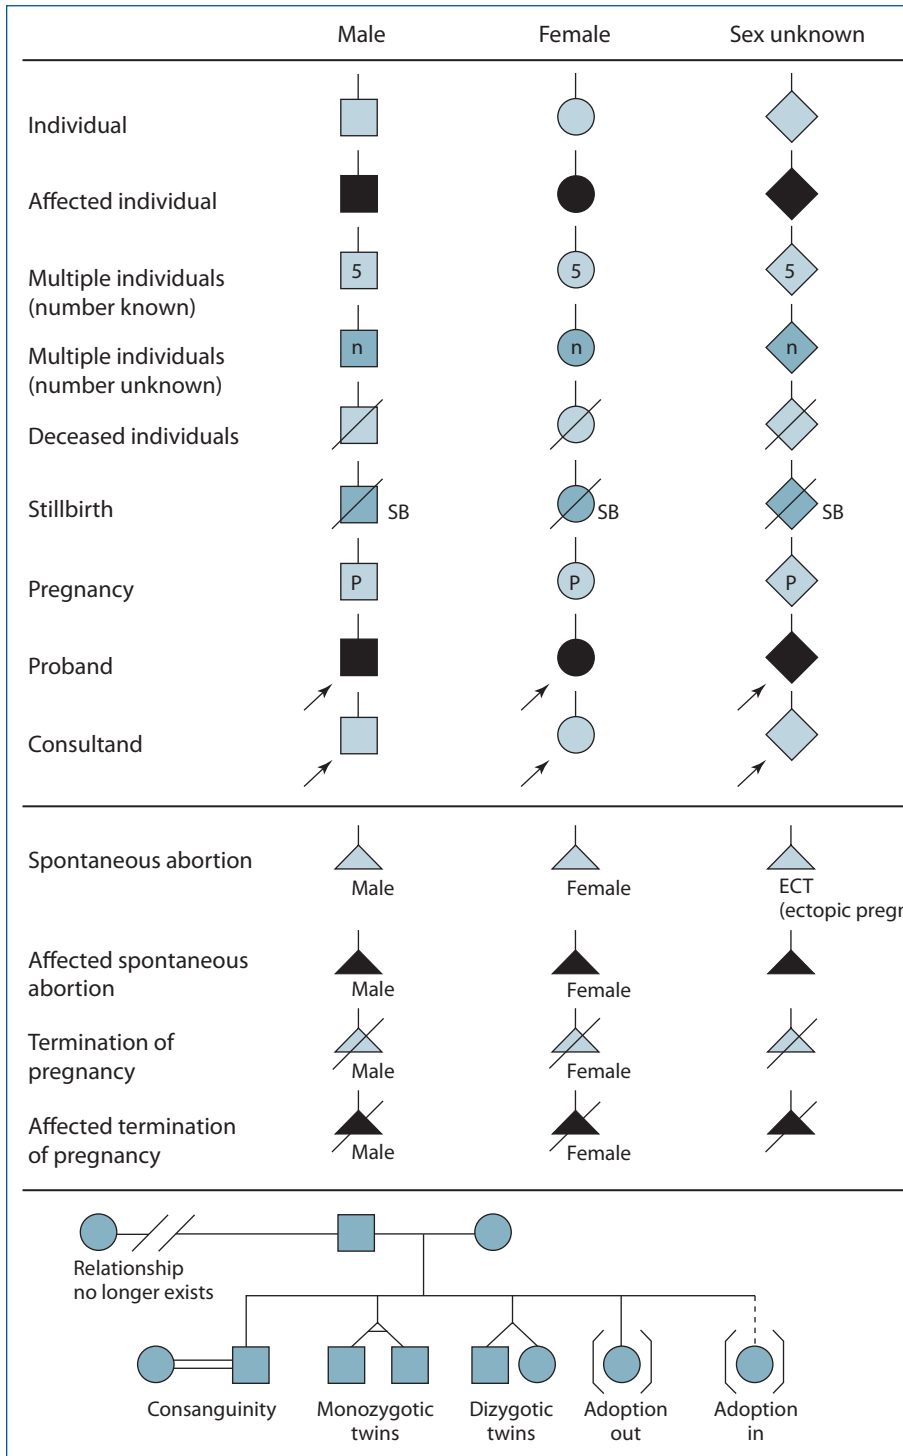 Male Female Sex unknown
Individual
Affected individual
5 5 5
Multiple individuals
(number known)
n n n
Multiple individuals
(number unknown)
Deceased individuals
Stillbirth SB SB SB
Pregnancy P P P
Proband
Consultand
Spontaneous abortion
Male Female ECT
(ectopic pregn
Affected spontaneous
abortion
Male Female
Termination of
pregnancy
Male Female
Affected termination
of pregnancy
Male Female
Relationship
no longer exists
Consanguinity Monozygotic Dizygotic Adoption Adoption
twins twins out in